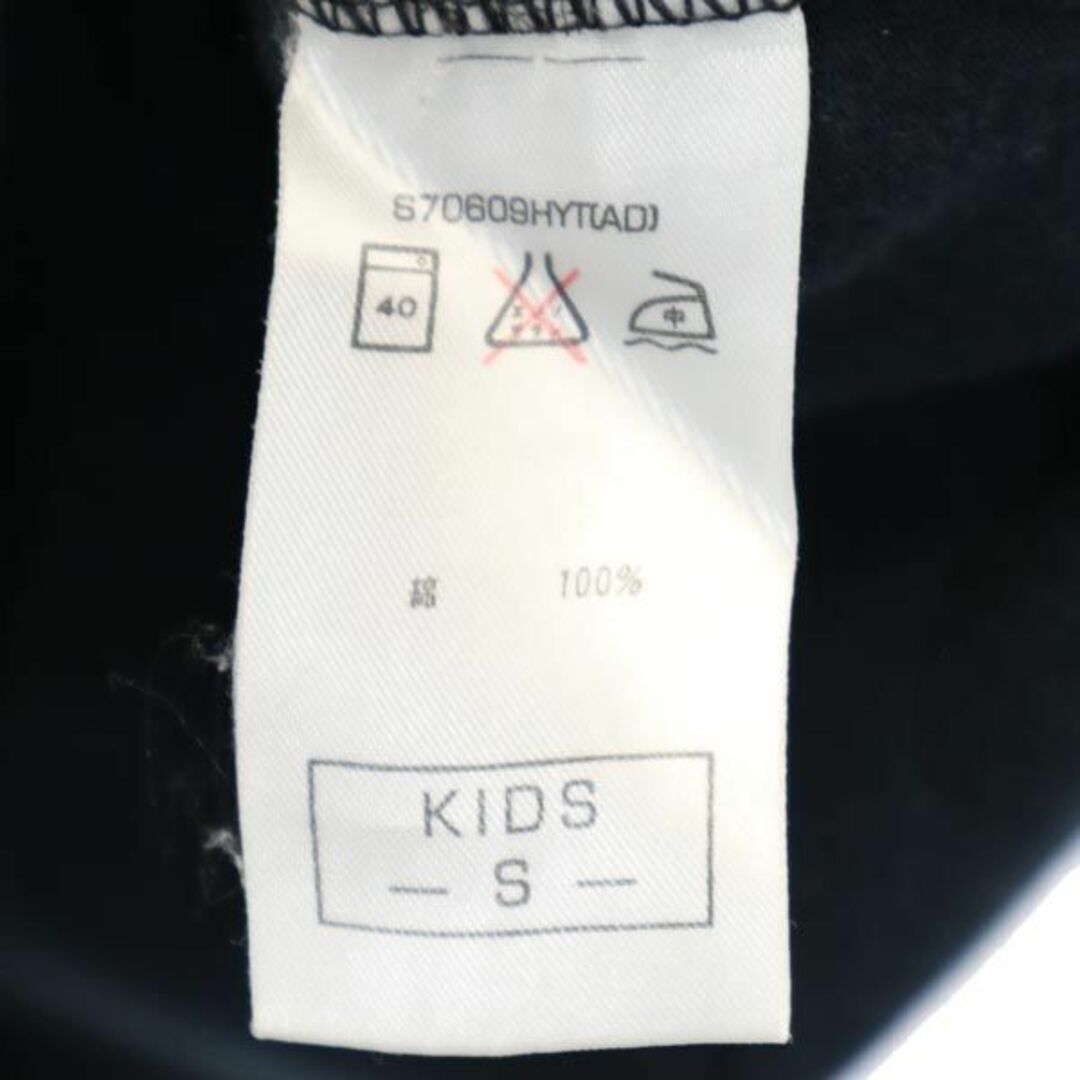 S70609HYT(AD)
40 中
綿 100%
KIDS
— S —